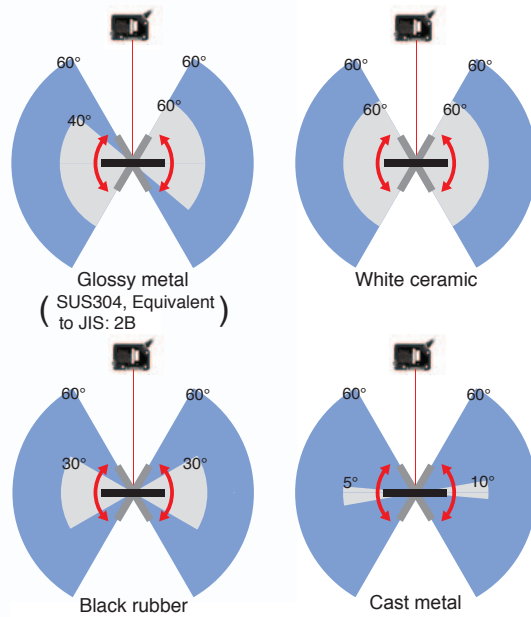 60°
60°
40°
60°
Glossy metal
( SUS304, Equivalent
to JIS: 2B )
60°
60°
60°
60°
White ceramic
60°
60°
30°
30°
Black rubber
60°
60°
5°
10°
Cast metal